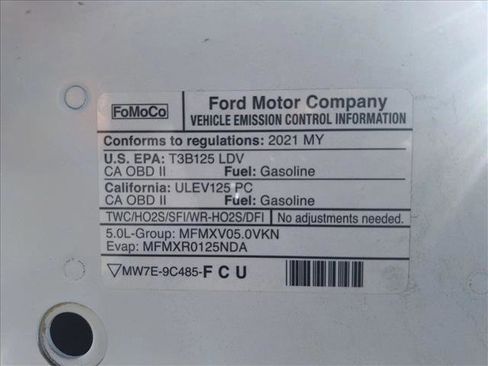 FoMoCo
Ford Motor Company
VEHICLE EMISSION CONTROL INFORMATION
Conforms to regulations: 2021 MY
U.S. EPA: T3B125 LDV
CA OBD II Fuel: Gasoline
California: ULEV125 PC
CA OBD II Fuel: Gasoline
TWC/HO2S/SFI/WR-HO2S/DFI No adjustments needed.
5.0L-Group: MFMXV05.0VKN
Evap: MFMXR0125NDA
▽MW7E-9C485-FCU